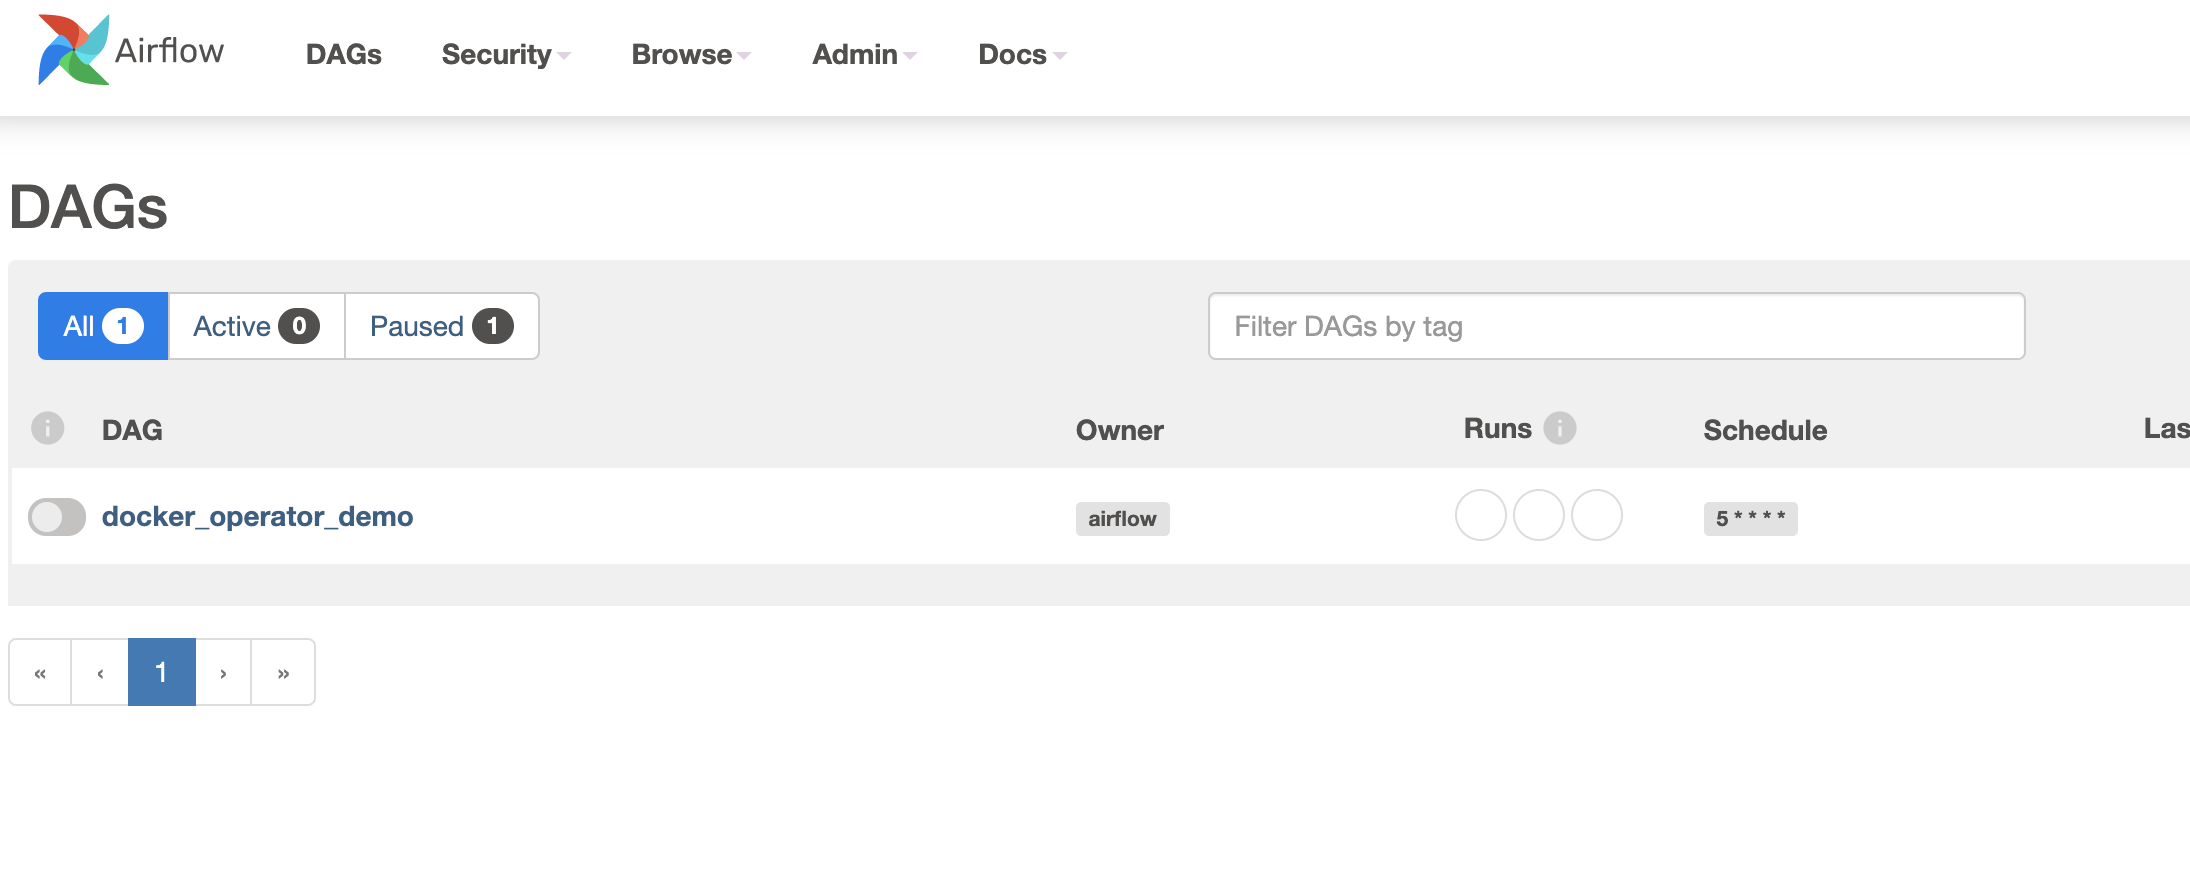 Airflow DAGs Security Browse Admin Docs
DAGs
All 1 Active 0 Paused 1 Filter DAGs by tag
i DAG Owner Runs i Schedule Las
docker_operator_demo airflow 5 * * * *
« ‹ 1 › »